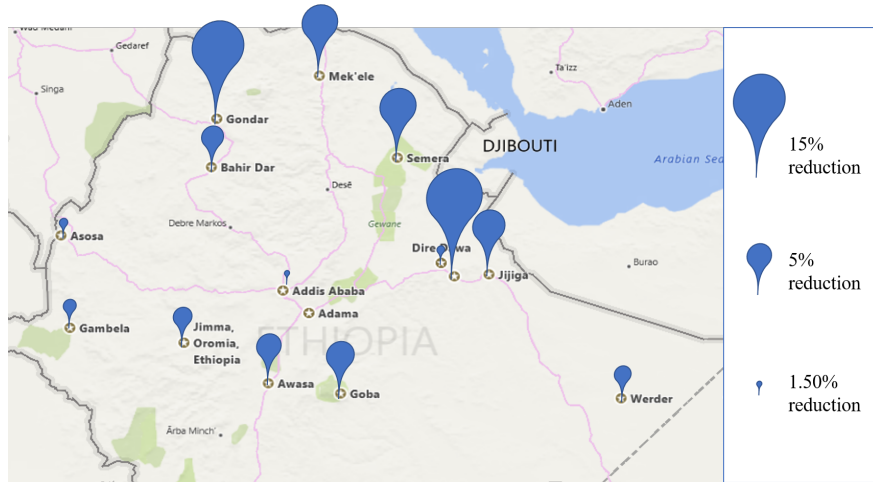 Wad Medani
Gedaref
Singa
Mek'ele
Ta'izz
Aden
Gondar
Semera
DJIBOUTI
Arabian Sea
Bahir Dar
Desē
Debre Markos
Gewane
Asosa
Dire Dawa
Jijiga
Burao
Addis Ababa
Adama
Gambela
Jimma,
Oromia,
Ethiopia
ETHIOPIA
Awasa
Goba
Werder
Ārba Minch'
15%
reduction
5%
reduction
1.50%
reduction